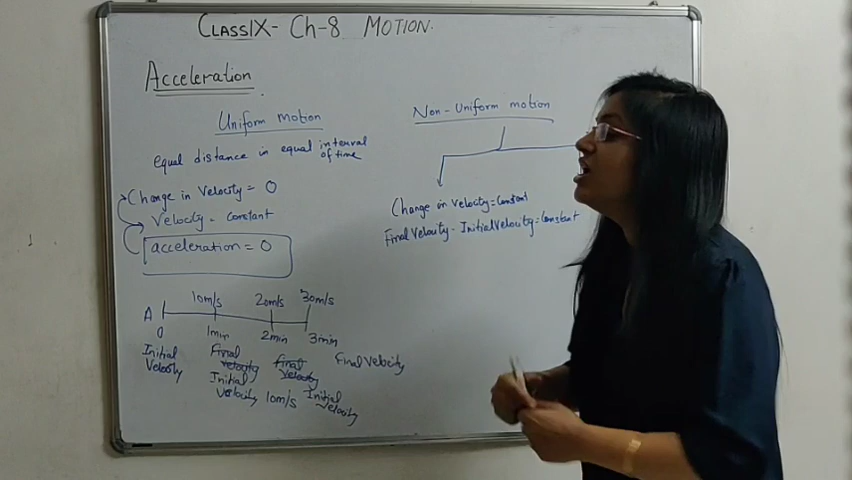 CLASS IX - Ch-8 MOTION.
Acceleration
Uniform motion
equal distance in equal interval
of time
Change in Velocity = 0
Velocity = constant
acceleration = 0
10m/s 20m/s 30m/s
A
0 1min 2min 3min
Initial
Velocity
Final
velocity
Initial
Velocity
final
velocity
10m/s
Final Velocity
Initial
velocity
Non-Uniform motion
Change in velocity = constant
Final Velocity - Initial Velocity = constant